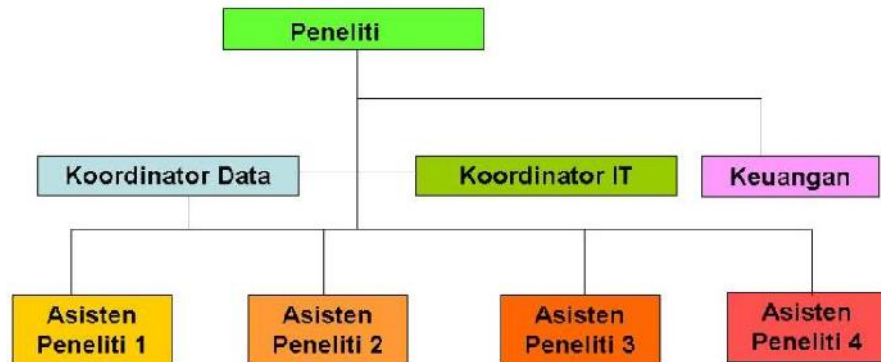 Peneliti
Koordinator Data
Koordinator IT
Keuangan
Asisten
Peneliti 1
Asisten
Peneliti 2
Asisten
Peneliti 3
Asisten
Peneliti 4